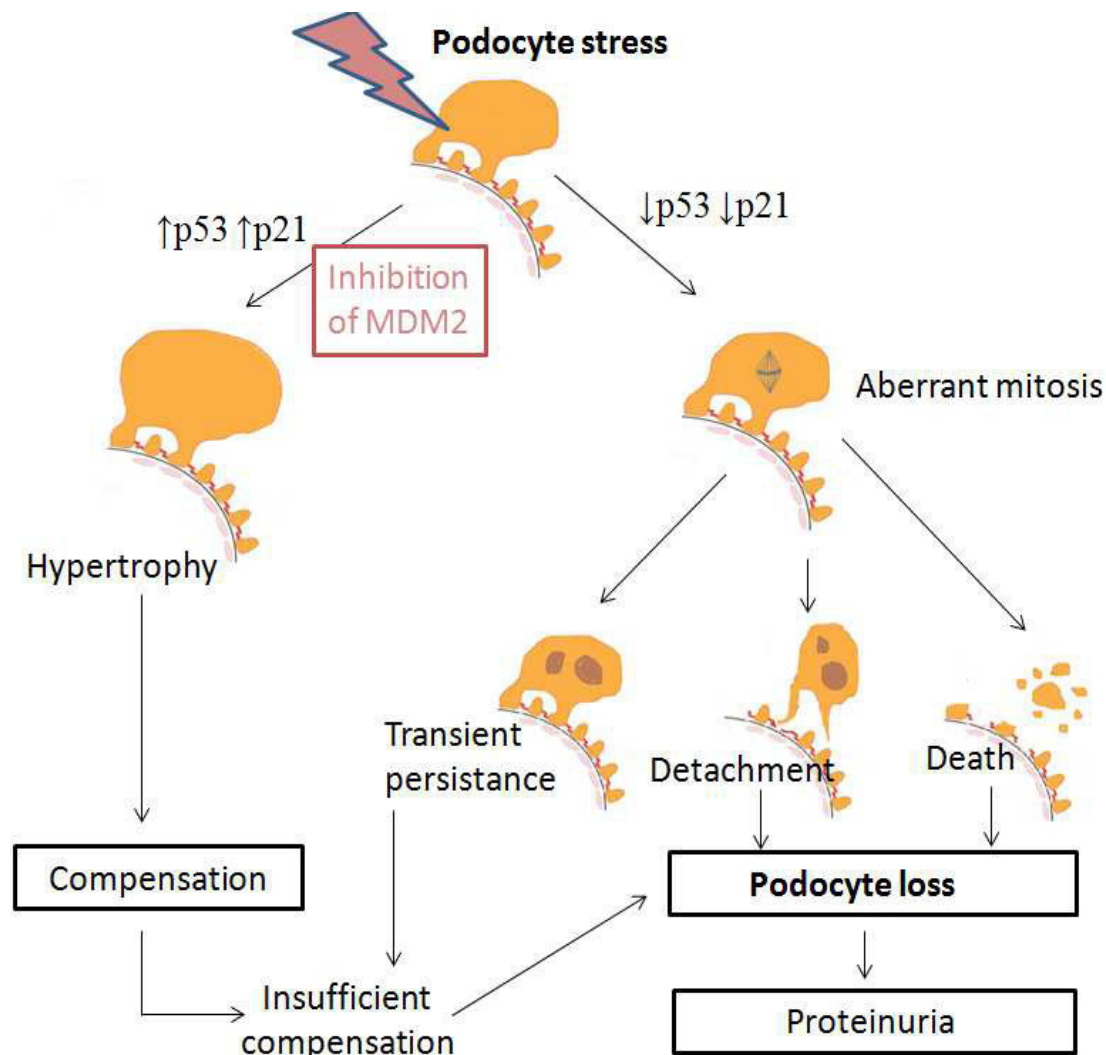 Podocyte stress
↑p53 ↑p21
↓p53 ↓p21
Inhibition
of MDM2
Aberrant mitosis
Hypertrophy
Transient
persistance
Detachment
Death
Compensation
Podocyte loss
Insufficient
compensation
Proteinuria